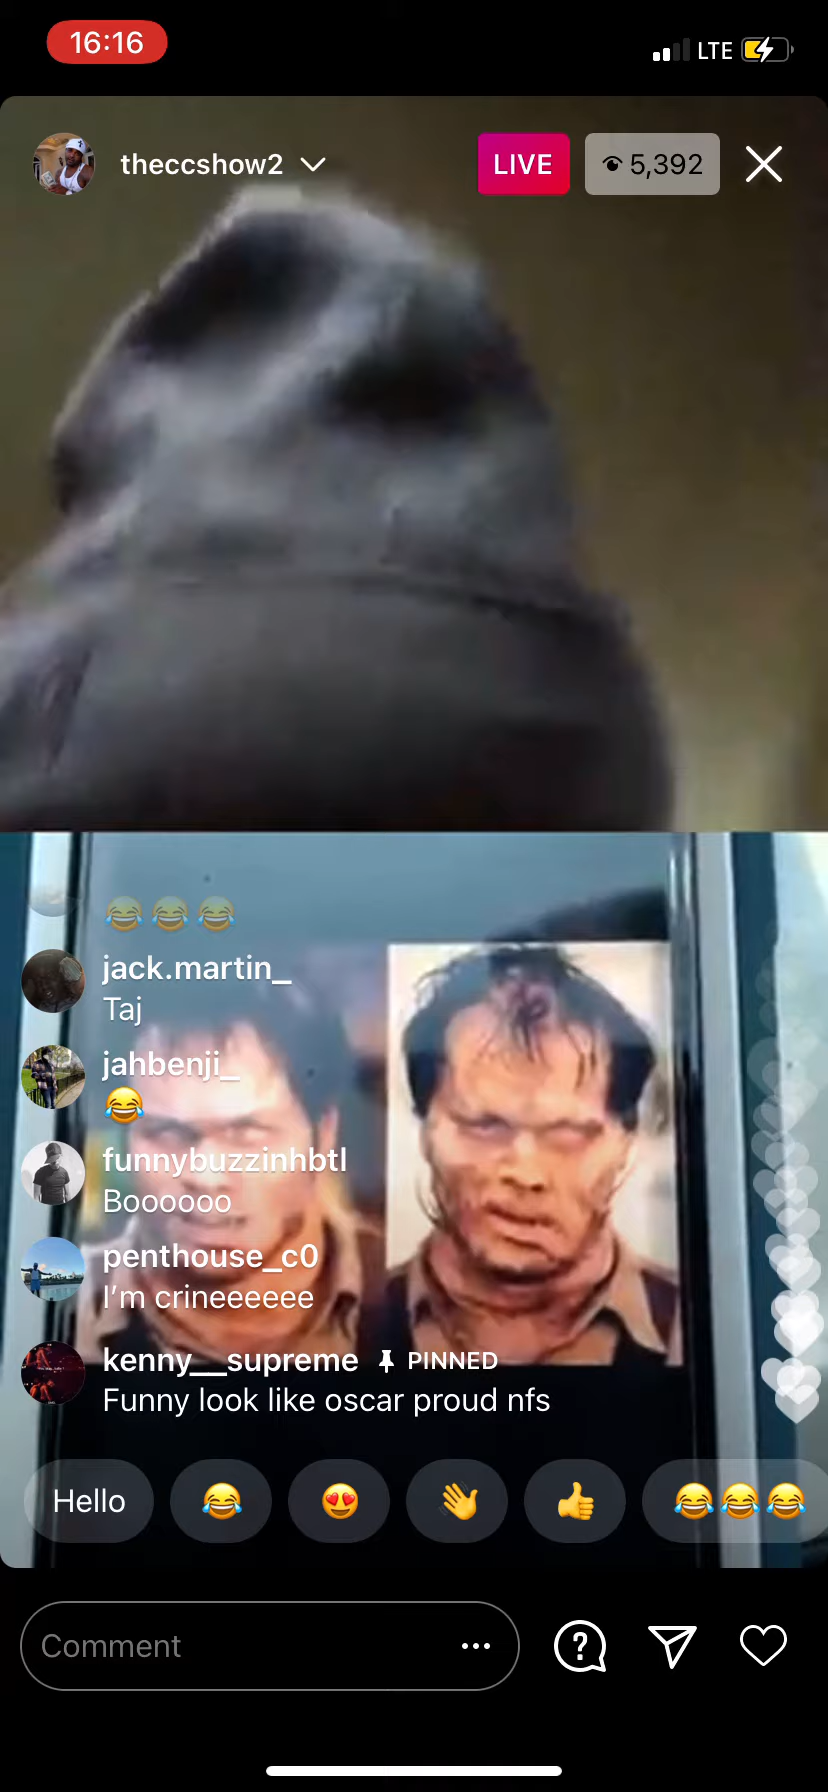 16:16
LTE
theccshow2
LIVE
5,392
😂😂😂
jack.martin_
Taj
jahbenji_
😂
funnybuzzinhbtl
Boooooo
penthouse_c0
I'm crineeeeee
kenny__supreme PINNED
Funny look like oscar proud nfs
Hello 😂 😍 👋 👍 😂😂😂
Comment